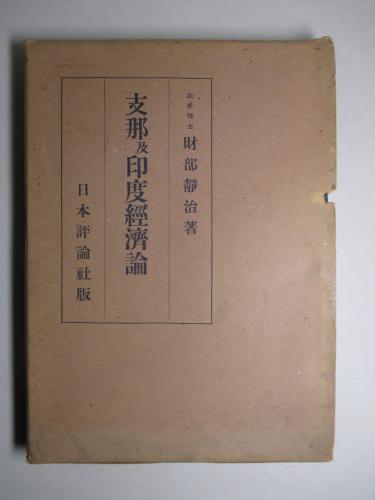 法學博士 財部靜治著
支那及印度經濟論
日本評論社版